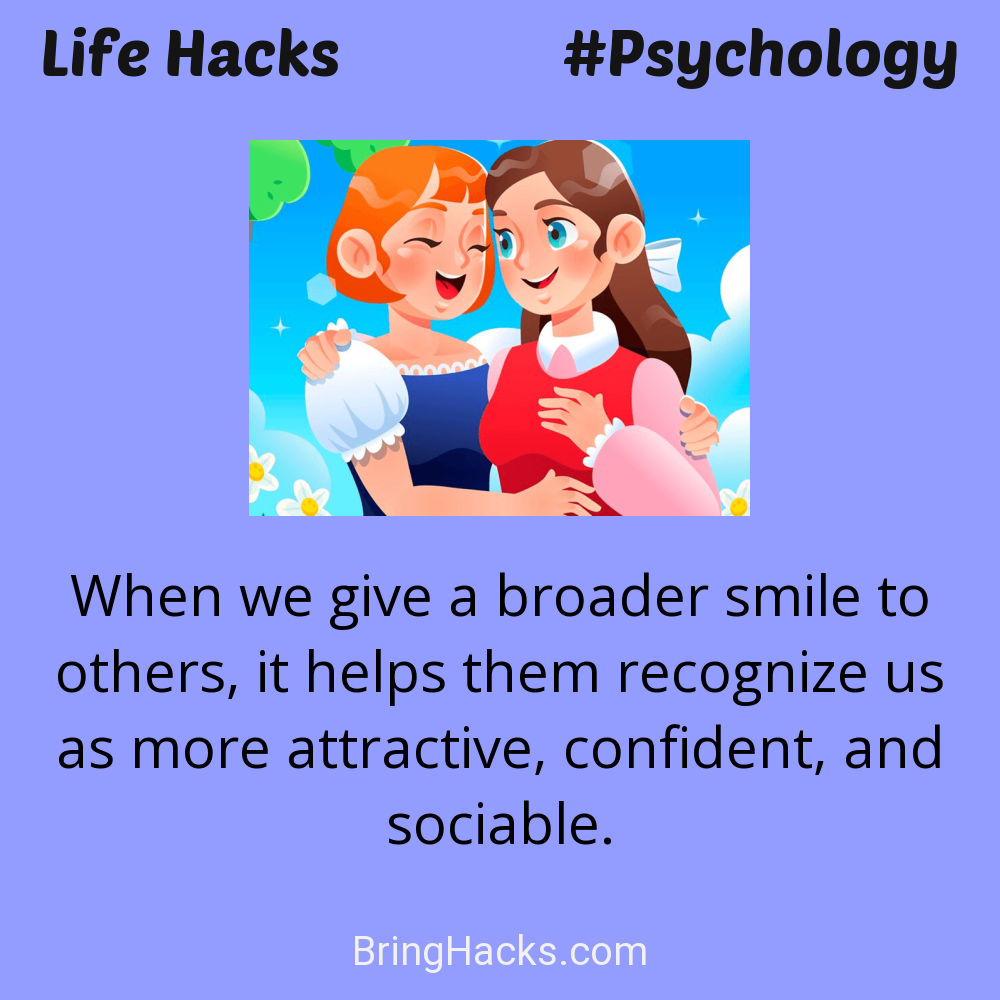 Life Hacks #Psychology
When we give a broader smile to
others, it helps them recognize us
as more attractive, confident, and
sociable.
BringHacks.com